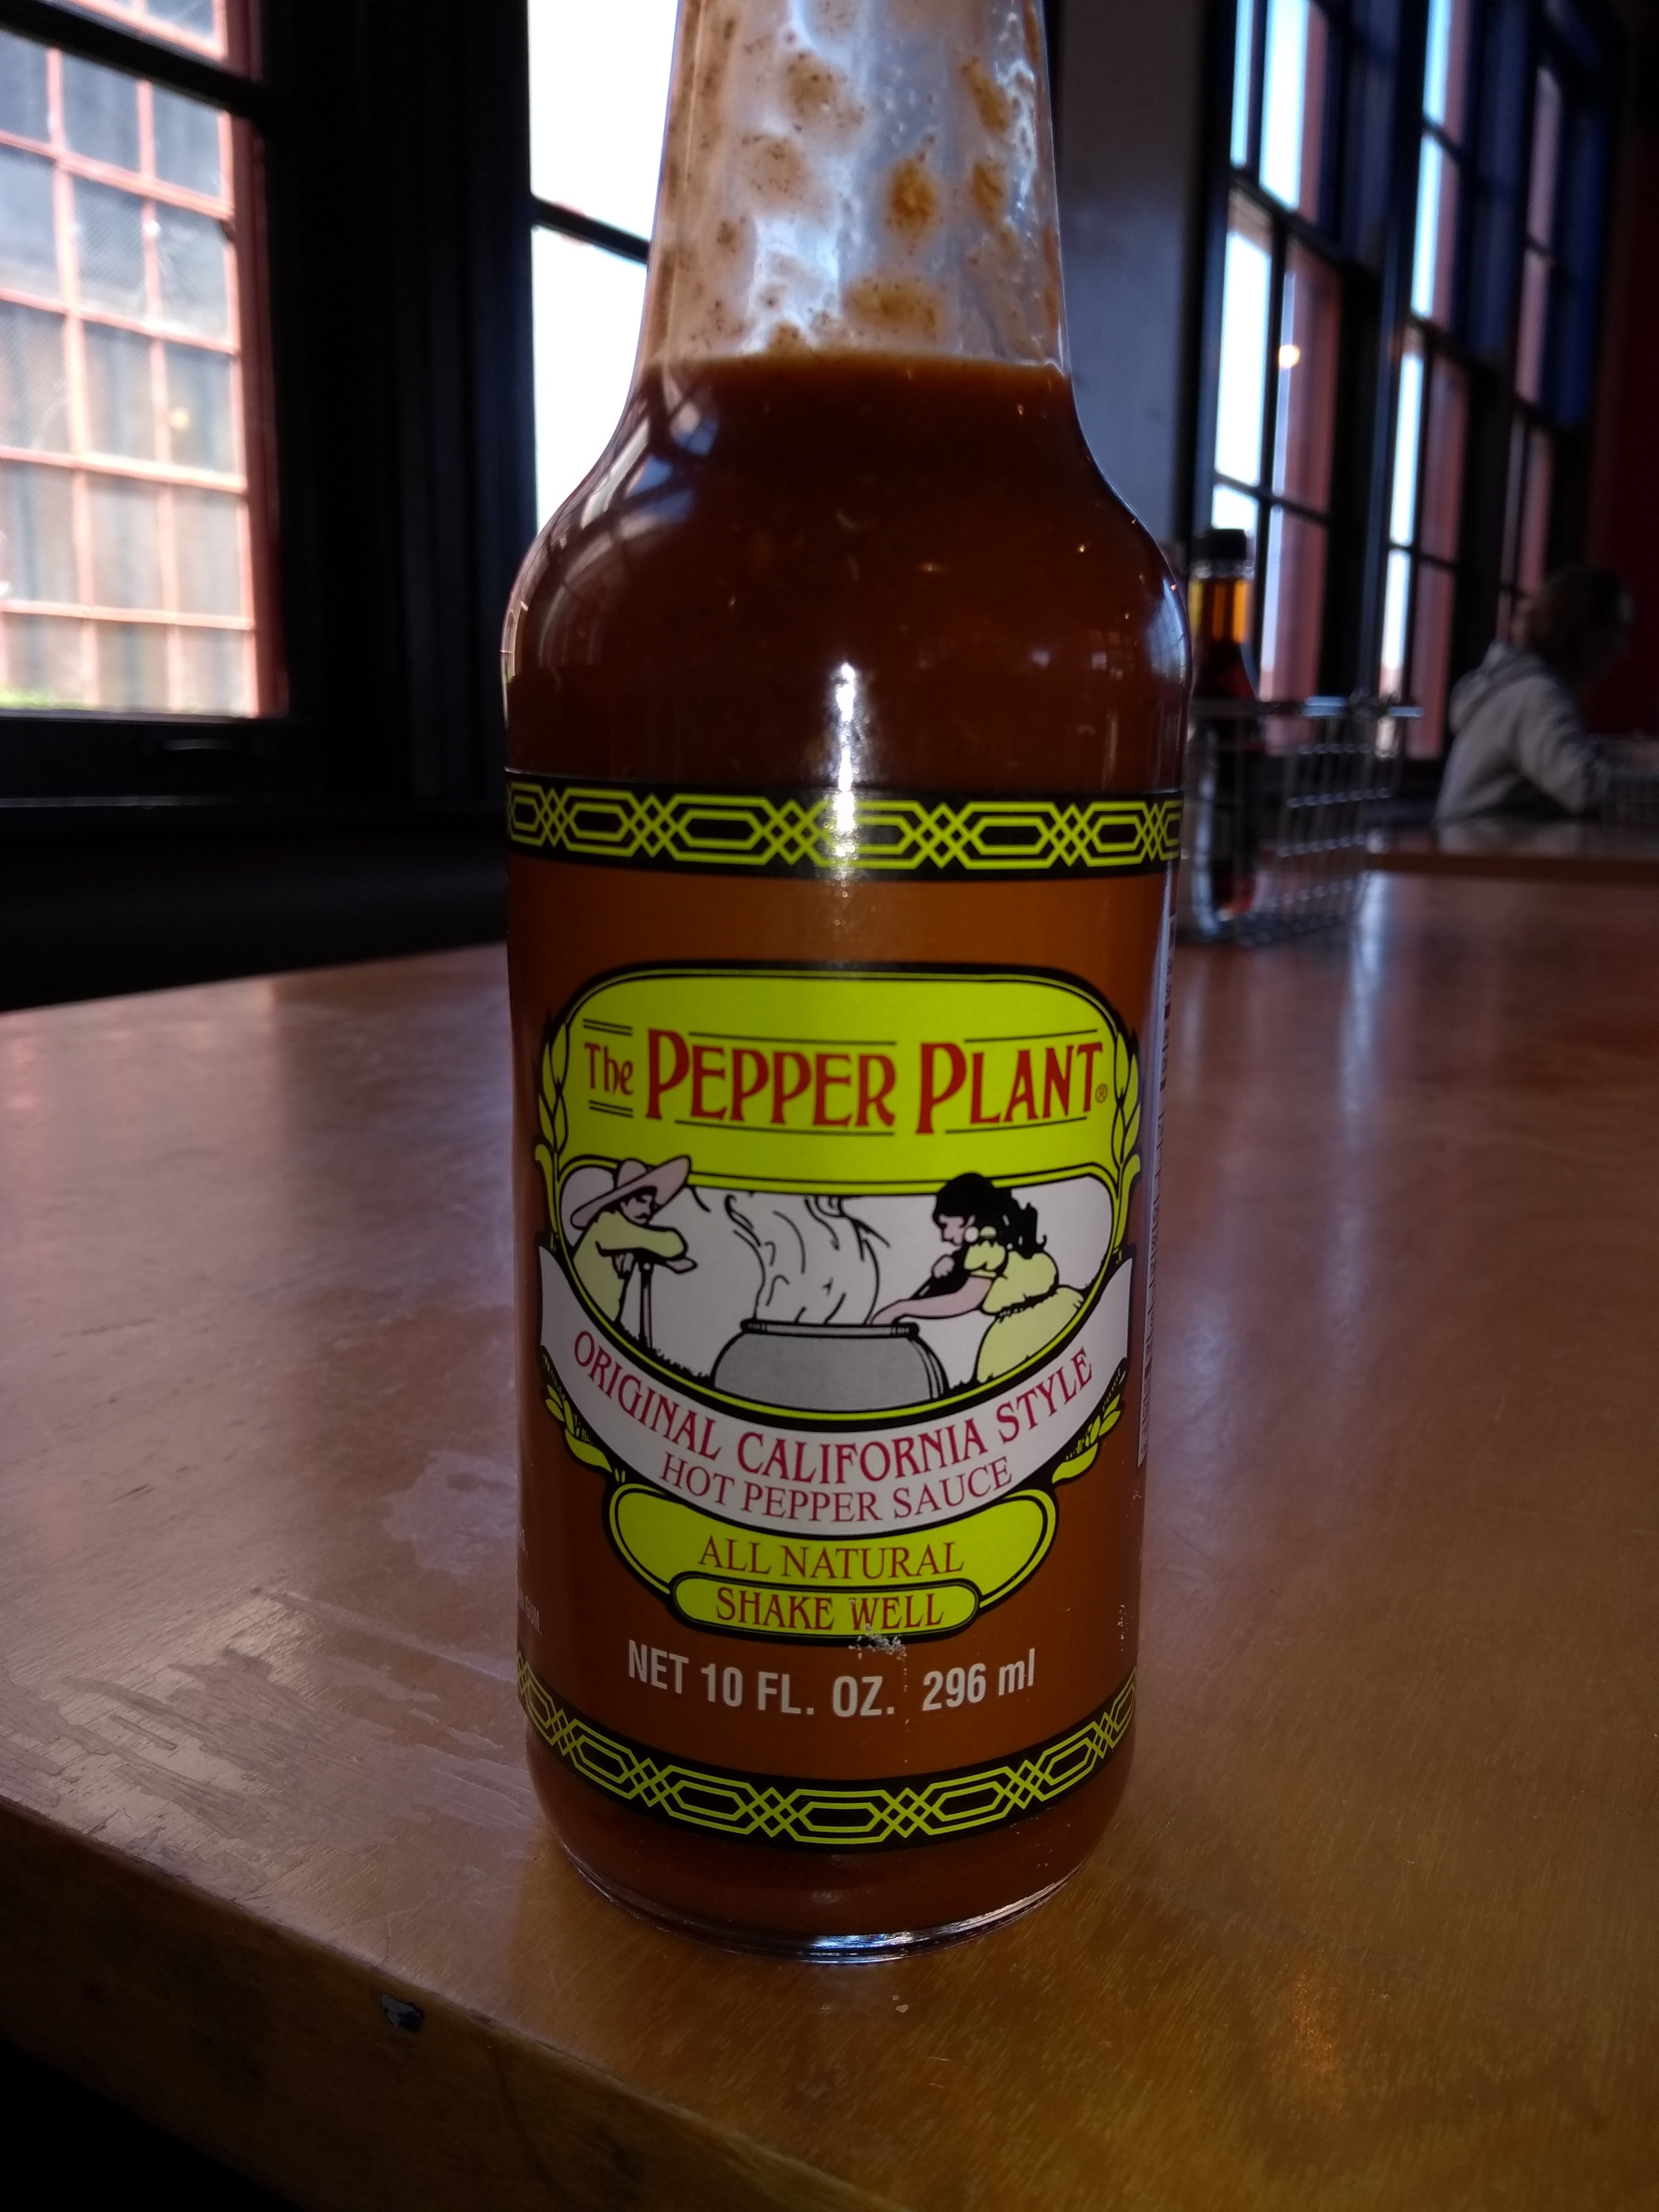 The PEPPER PLANT®
ORIGINAL CALIFORNIA STYLE
HOT PEPPER SAUCE
ALL NATURAL
SHAKE WELL
NET 10 FL. OZ. 296 ml